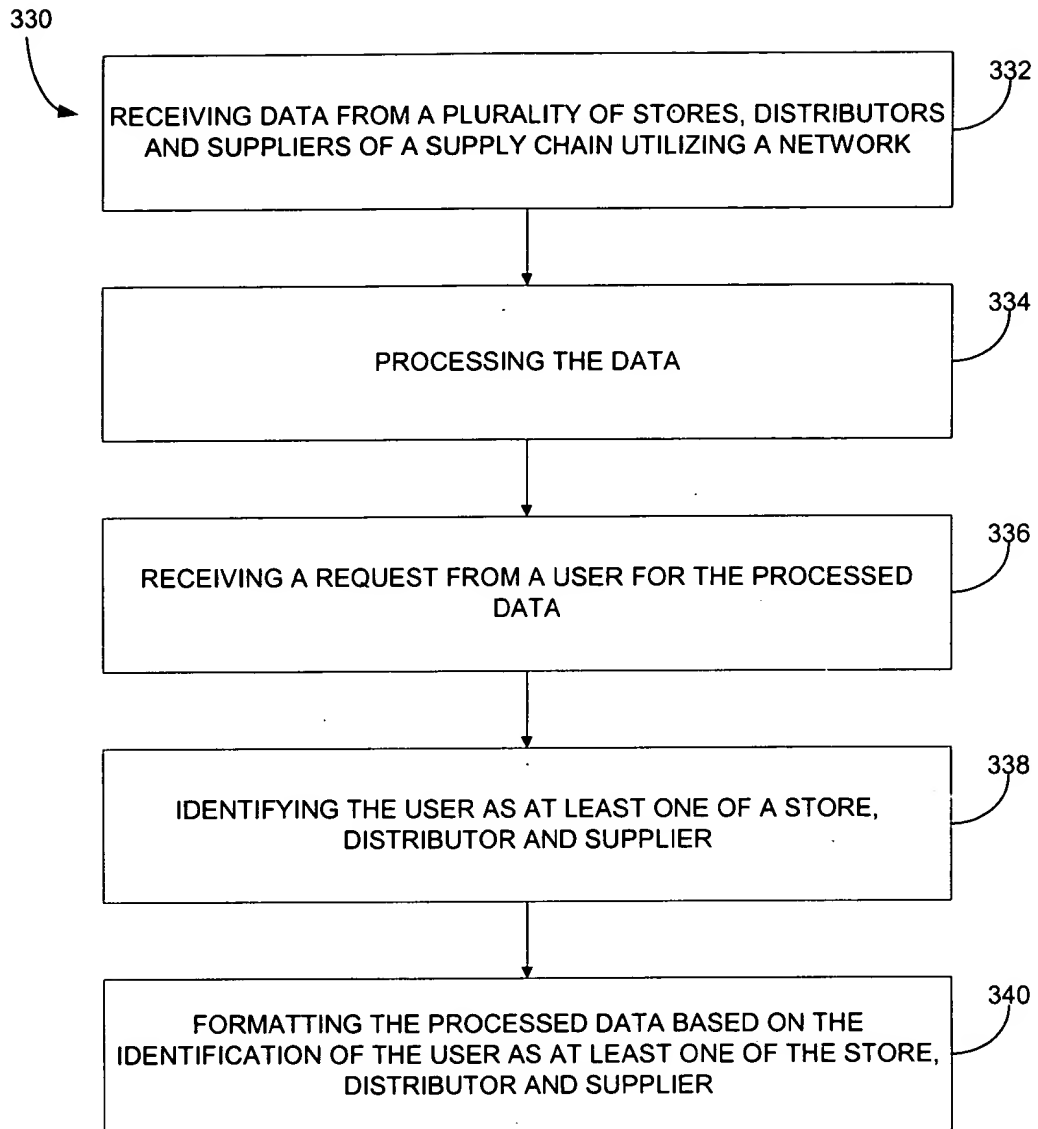 330
332
RECEIVING DATA FROM A PLURALITY OF STORES, DISTRIBUTORS
AND SUPPLIERS OF A SUPPLY CHAIN UTILIZING A NETWORK
334
PROCESSING THE DATA
336
RECEIVING A REQUEST FROM A USER FOR THE PROCESSED
DATA
338
IDENTIFYING THE USER AS AT LEAST ONE OF A STORE,
DISTRIBUTOR AND SUPPLIER
340
FORMATTING THE PROCESSED DATA BASED ON THE
IDENTIFICATION OF THE USER AS AT LEAST ONE OF THE STORE,
DISTRIBUTOR AND SUPPLIER